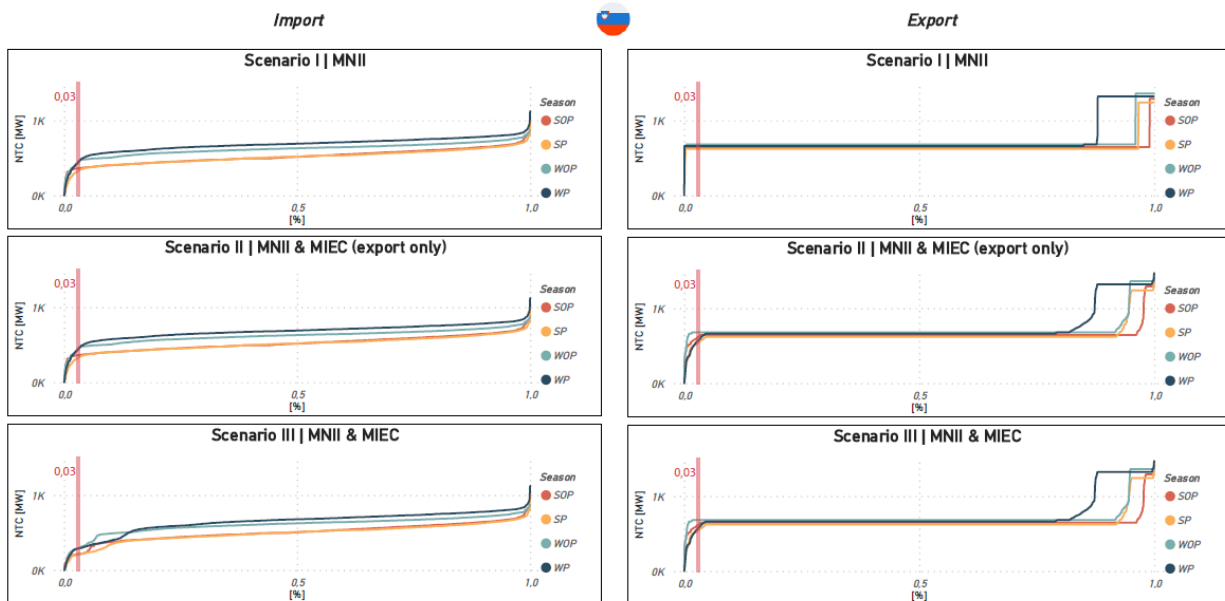 Import
Export
Scenario I | MNII
0,03
NTC [MW]
1K
0K
0,0
0,5
1,0
[%]
Season
SOP
SP
WOP
WP
Scenario I | MNII
0,03
NTC [MW]
1K
0K
0,0
0,5
1,0
[%]
Season
SOP
SP
WOP
WP
Scenario II | MNII & MIEC (export only)
0,03
NTC [MW]
1K
0K
0,0
0,5
1,0
[%]
Season
SOP
SP
WOP
WP
Scenario II | MNII & MIEC (export only)
0,03
NTC [MW]
1K
0K
0,0
0,5
1,0
[%]
Season
SOP
SP
WOP
WP
Scenario III | MNII & MIEC
0,03
NTC [MW]
1K
0K
0,0
0,5
1,0
[%]
Season
SOP
SP
WOP
WP
Scenario III | MNII & MIEC
0,03
NTC [MW]
1K
0K
0,0
0,5
1,0
[%]
Season
SOP
SP
WOP
WP